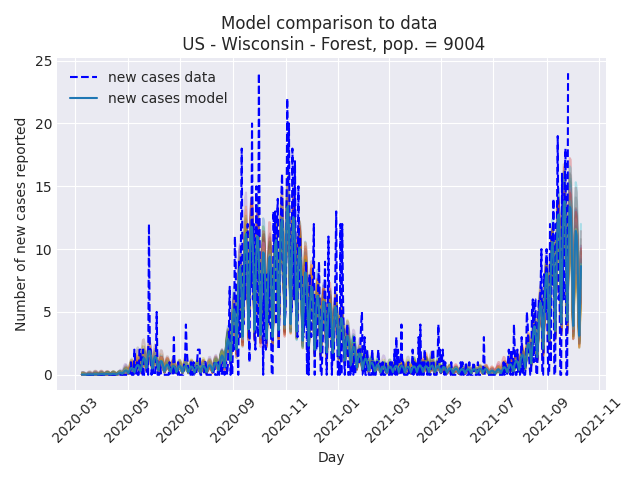 Model comparison to data
US - Wisconsin - Forest, pop. = 9004
new cases data
new cases model
Number of new cases reported
25
20
15
10
5
0
2020-03
2020-05
2020-07
2020-09
2020-11
2021-01
2021-03
2021-05
2021-07
2021-09
2021-11
Day